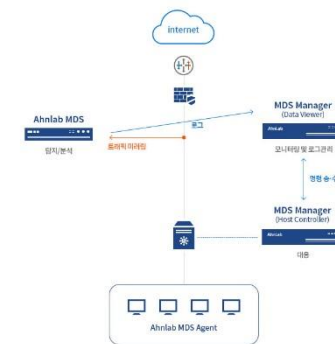 internet
Ahnlab MDS
탐지/분석
트래픽 미러링
로그
MDS Manager
(Data Viewer)
Ahnlab
모니터링 및 로그관리
명령 송·수
MDS Manager
(Host Controller)
Ahnlab
대응
Ahnlab MDS Agent